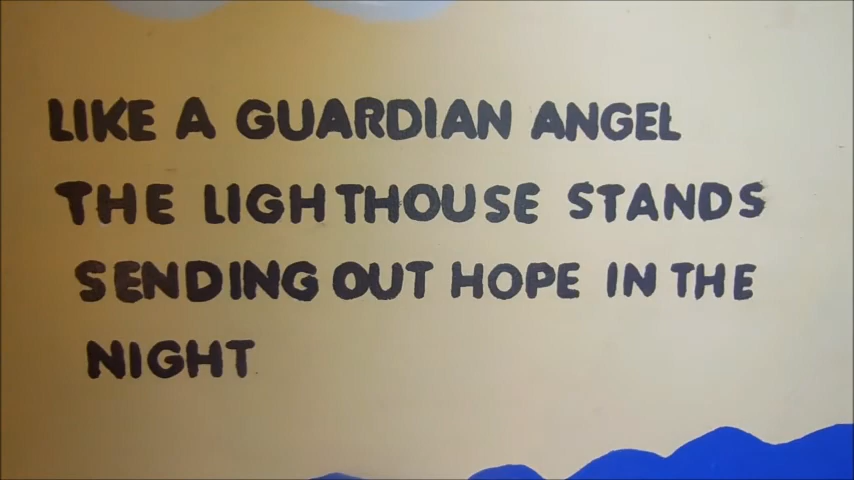 LIKE A GUARDIAN ANGEL
THE LIGHTHOUSE STANDS
SENDING OUT HOPE IN THE
NIGHT